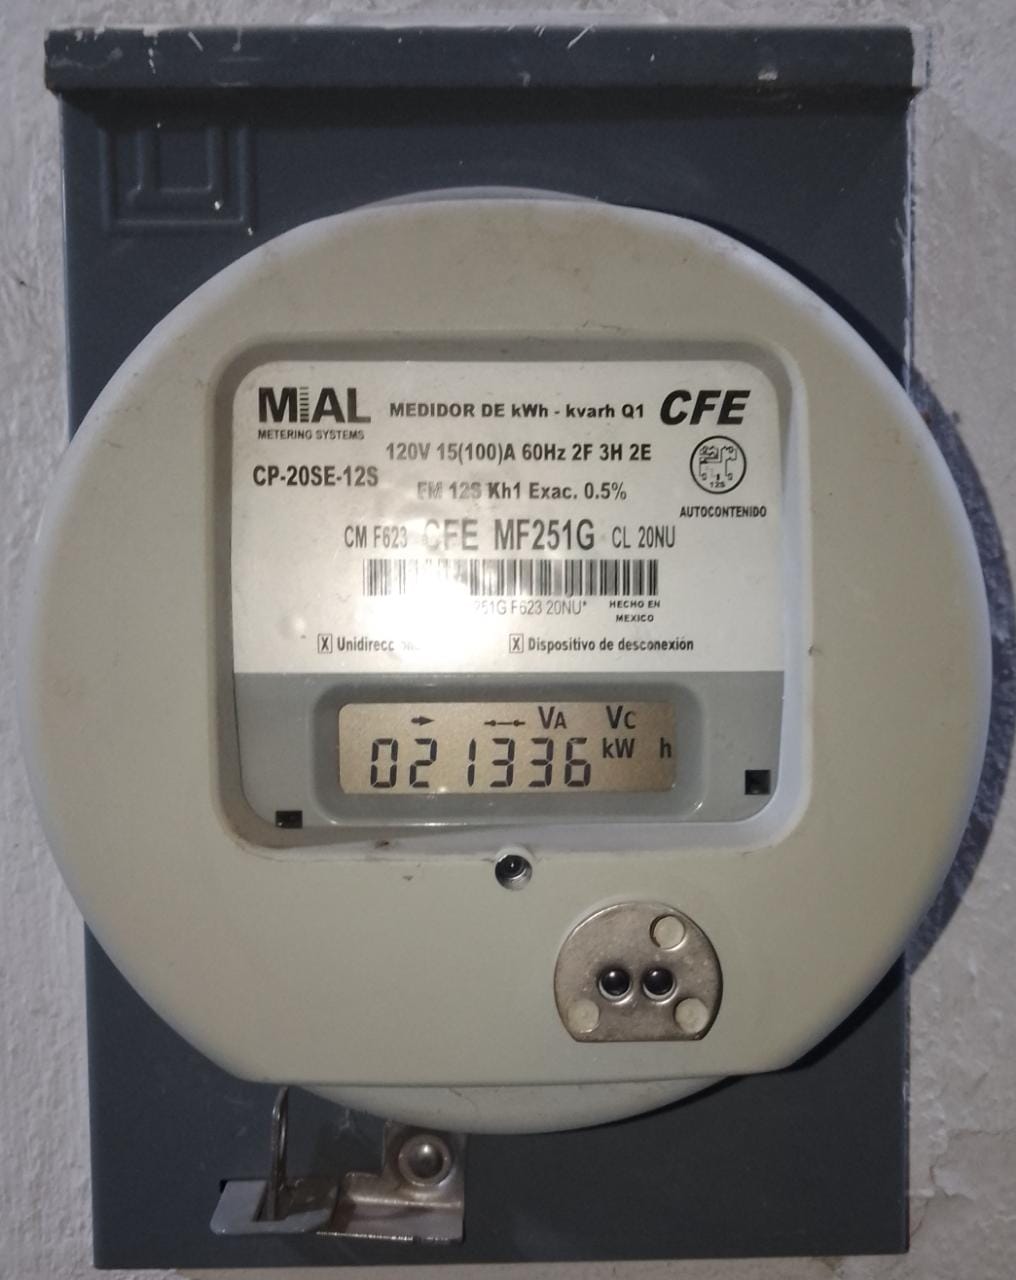 MIAL MEDIDOR DE kWh - kvarh Q1 CFE
METERING SYSTEMS
120V 15(100)A 60Hz 2F 3H 2E
CP-20SE-12S
FM 12S Kh1 Exac. 0.5%
12S
AUTOCONTENIDO
CM F623 CFE MF251G CL 20NU
251G F623 20NU*
HECHO EN
MEXICO
X Unidirecc
X Dispositivo de desconexión
VA VC
021336 kW h